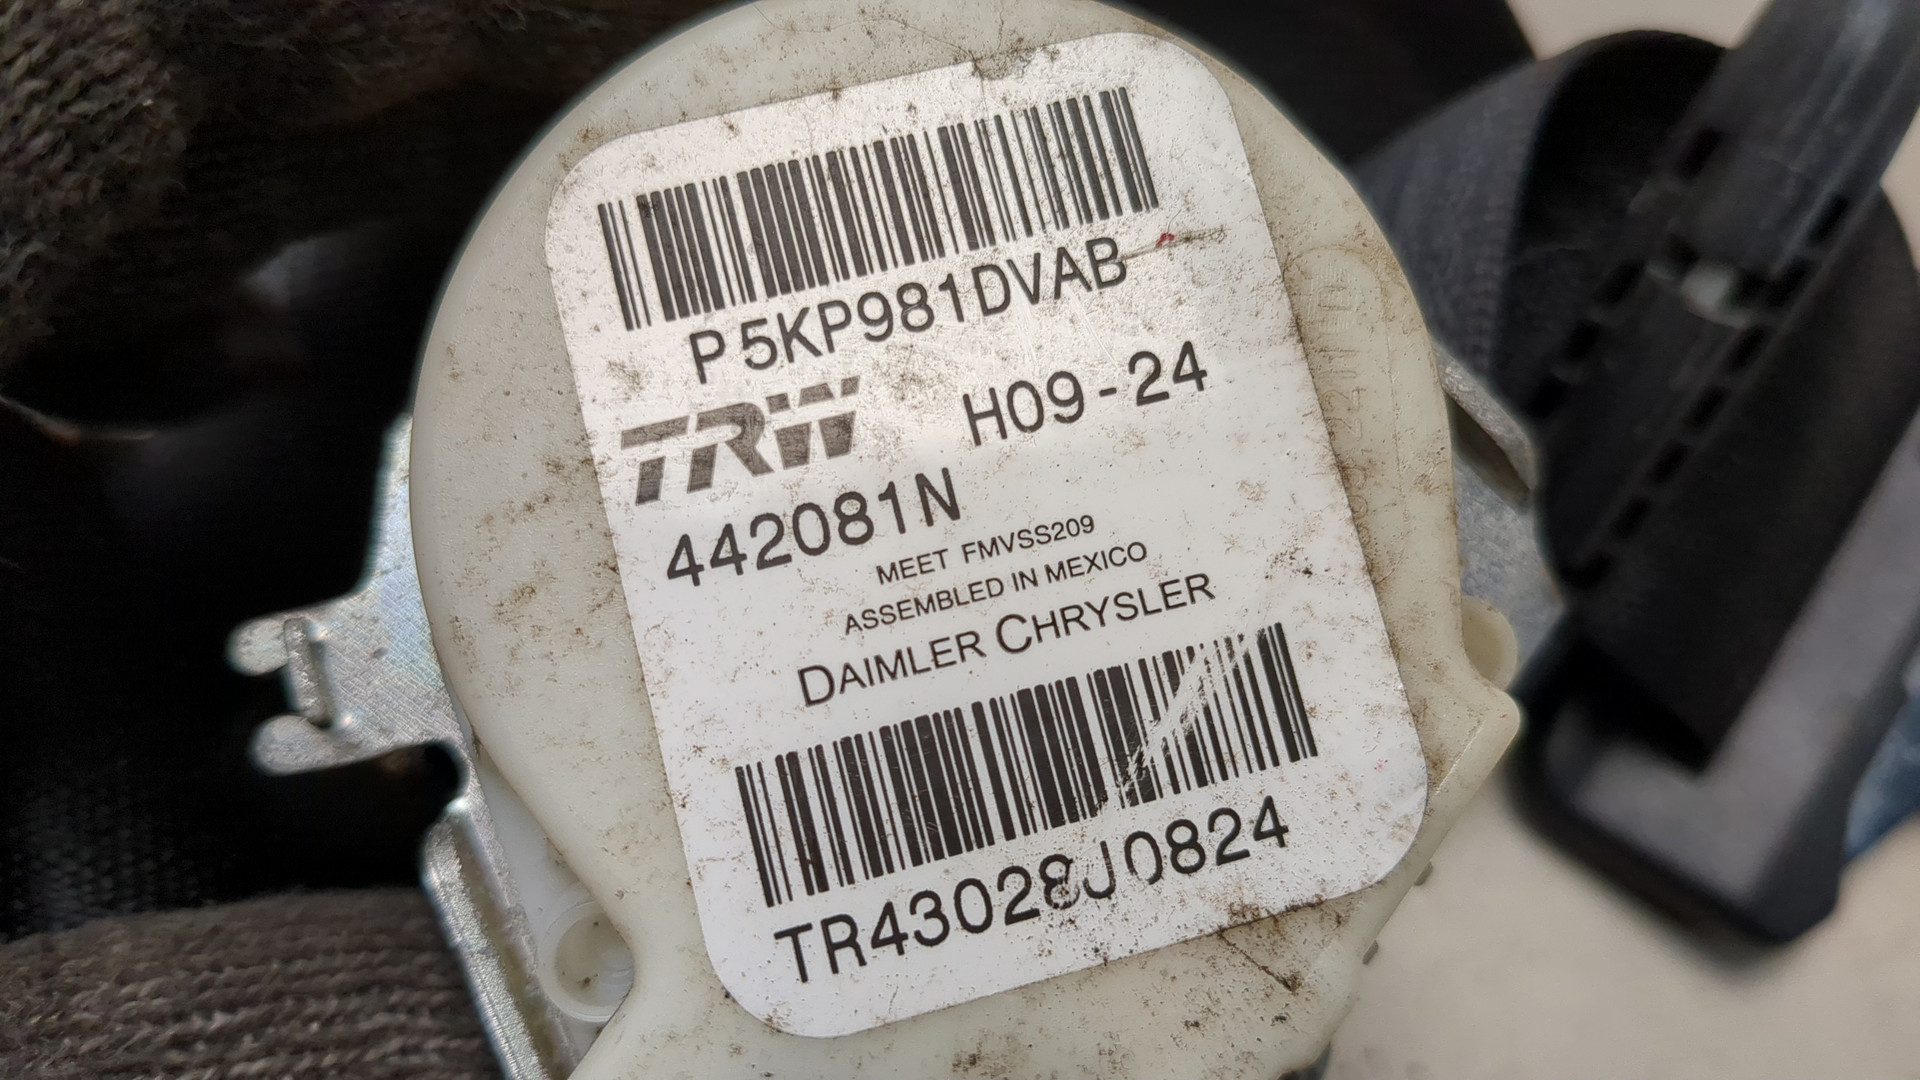 P 5KP981DVAB
TRW H09-24
442081N
MEET FMVSS209
ASSEMBLED IN MEXICO
DAIMLER CHRYSLER
TR43028J0824